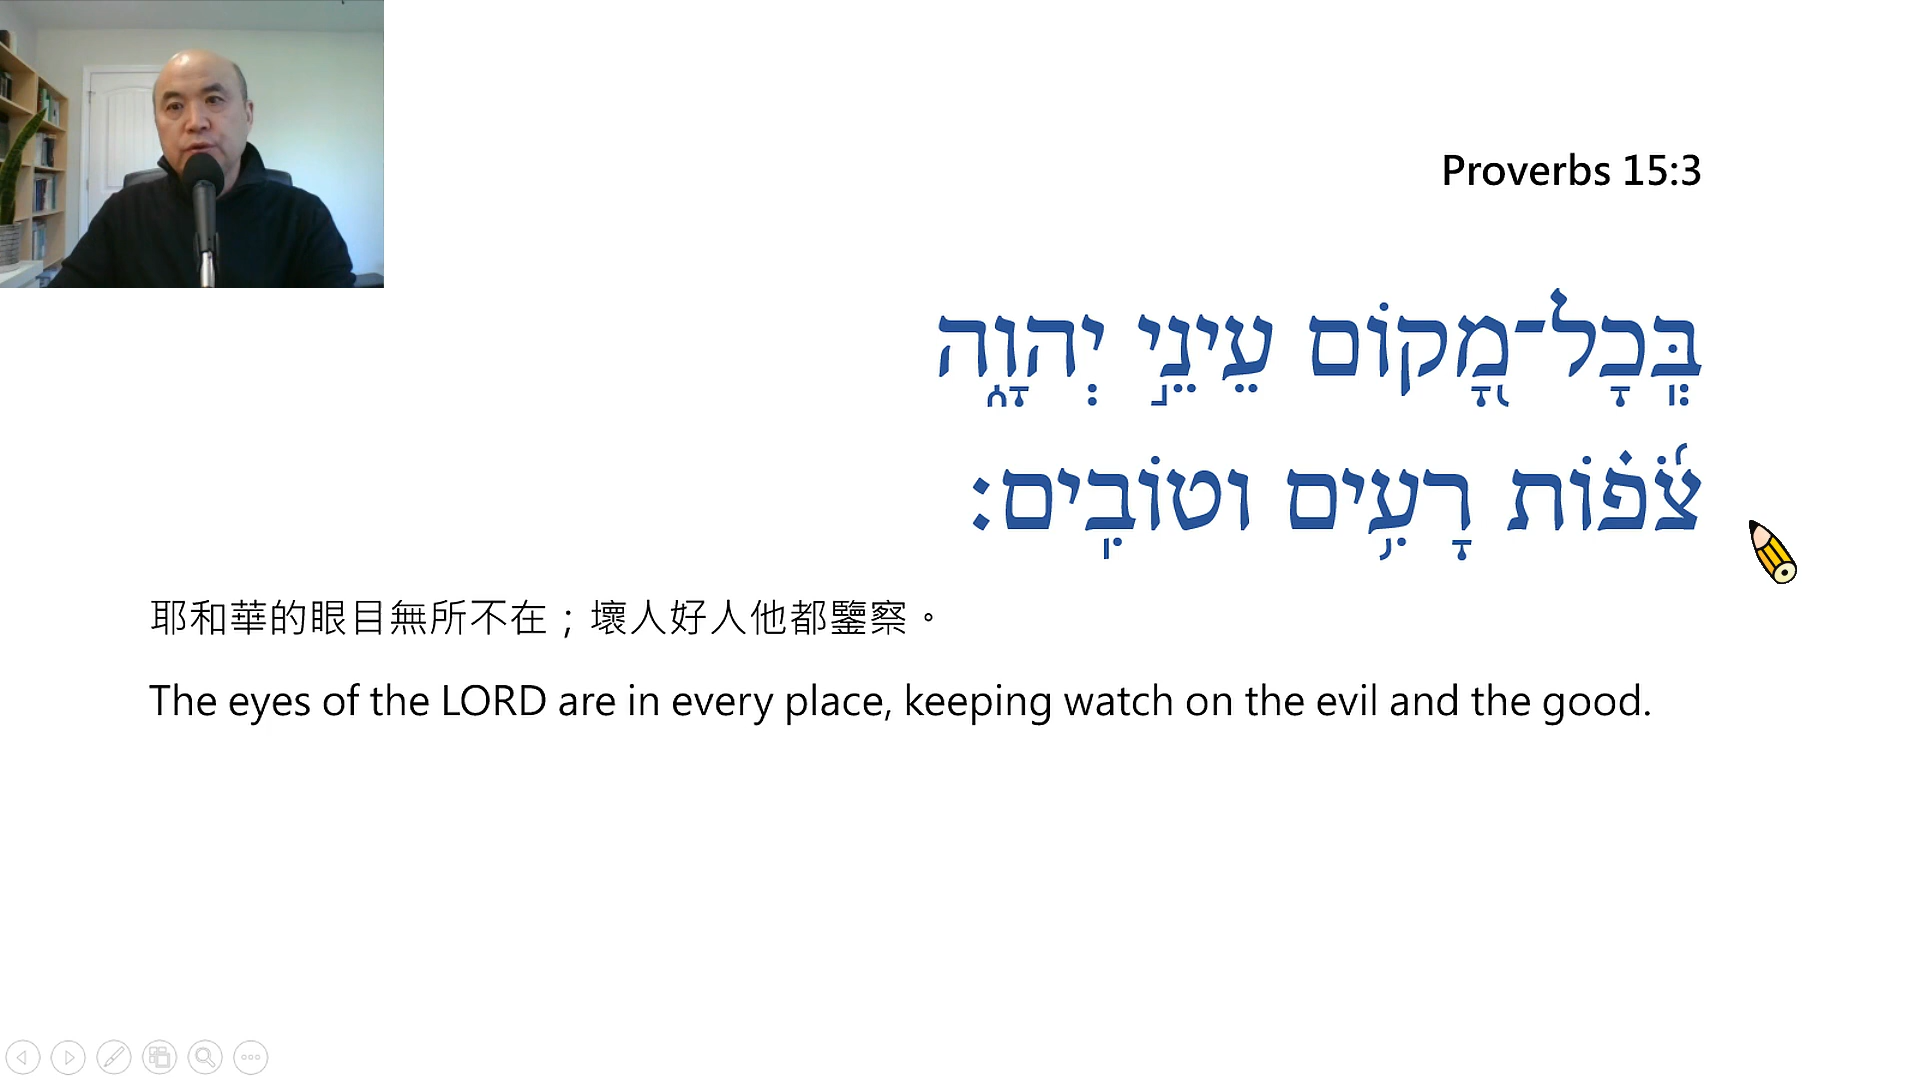 Proverbs 15:3
בְּֽכָל־מָ֭קוֹם עֵינֵ֣י יְהוָ֑ה
צֹ֝פ֗וֹת רָעִ֥ים וטוֹבִֽים׃
耶和華的眼目無所不在；壞人好人他都鑒察。
The eyes of the LORD are in every place, keeping watch on the evil and the good.